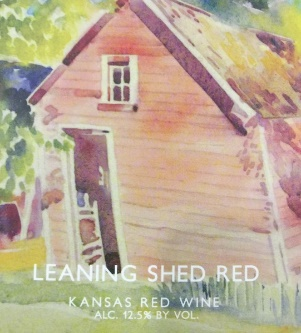 LEANING SHED RED
KANSAS RED WINE
ALC. 12.5% BY VOL.